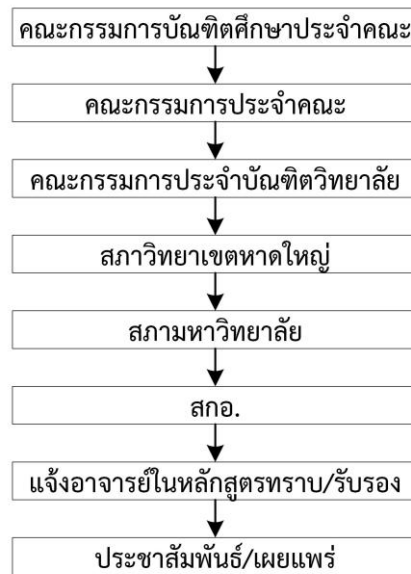 คณะกรรมการบัณฑิตศึกษาประจำคณะ
คณะกรรมการประจำคณะ
คณะกรรมการประจำบัณฑิตวิทยาลัย
สภาวิทยาเขตหาดใหญ่
สภามหาวิทยาลัย
สกอ.
แจ้งอาจารย์ในหลักสูตรทราบ/รับรอง
ประชาสัมพันธ์/เผยแพร่